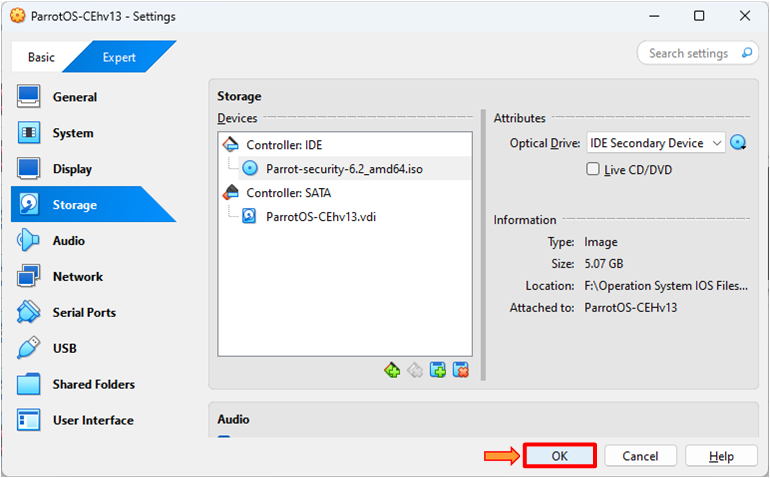 ParrotOS-CEhv13 - Settings
Basic
Expert
Search settings
General
System
Display
Storage
Audio
Network
Serial Ports
USB
Shared Folders
User Interface
Storage
Devices
Controller: IDE
Parrot-security-6.2_amd64.iso
Controller: SATA
ParrotOS-CEhv13.vdi
Attributes
Optical Drive: IDE Secondary Device
Live CD/DVD
Information
Type: Image
Size: 5.07 GB
Location: F:\Operation System IOS Files...
Attached to: ParrotOS-CEHv13
Audio
OK
Cancel
Help